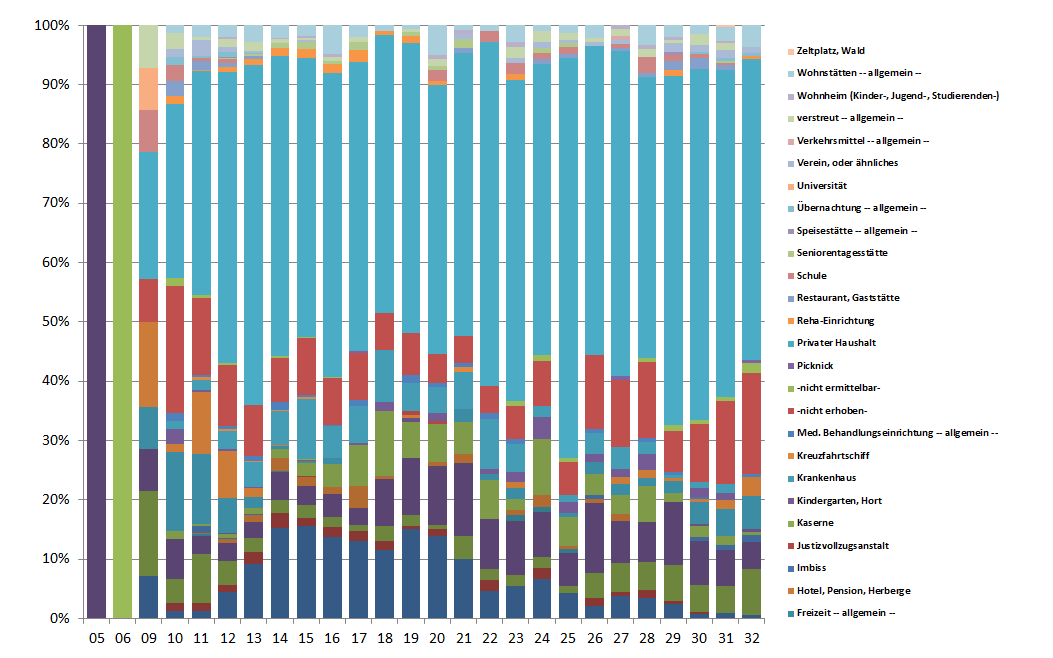 100%
90%
80%
70%
60%
50%
40%
30%
20%
10%
0%
05 06 09 10 11 12 13 14 15 16 17 18 19 20 21 22 23 24 25 26 27 28 29 30 31 32
Zeltplatz, Wald
Wohnstätten -- allgemein --
Wohnheim (Kinder-, Jugend-, Studierenden-)
verstreut -- allgemein --
Verkehrsmittel -- allgemein --
Verein, oder ähnliches
Universität
Übernachtung -- allgemein --
Speisestätte -- allgemein --
Seniorentagesstätte
Schule
Restaurant, Gaststätte
Reha-Einrichtung
Privater Haushalt
Picknick
-nicht ermittelbar-
-nicht erhoben-
Med. Behandlungseinrichtung -- allgemein --
Kreuzfahrtschiff
Krankenhaus
Kindergarten, Hort
Kaserne
Justizvollzugsanstalt
Imbiss
Hotel, Pension, Herberge
Freizeit -- allgemein --